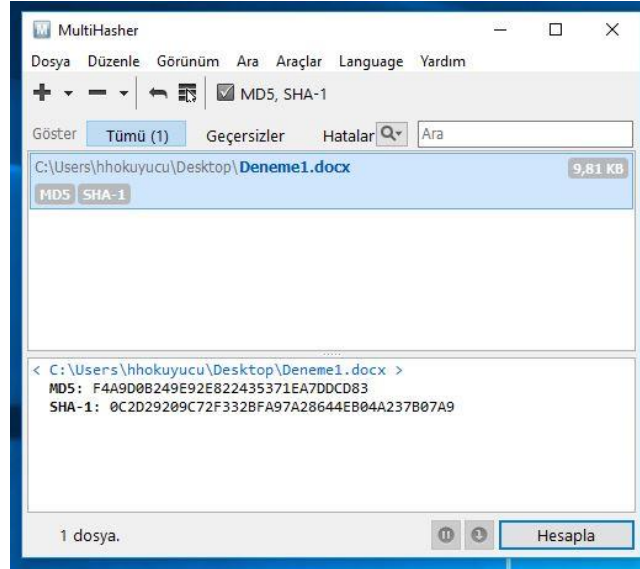 MultiHasher
Dosya Düzenle Görünüm Ara Araçlar Language Yardım
MD5, SHA-1
Göster Tümü (1) Geçersizler Hatalar Ara
C:\Users\hhokuyucu\Desktop\Deneme1.docx 9,81 KB
MD5 SHA-1
< C:\Users\hhokuyucu\Desktop\Deneme1.docx >
MD5: F4A9D0B249E92E822435371EA7DDCD83
SHA-1: 0C2D29209C72F332BFA97A28644EB04A237B07A9
1 dosya. Hesapla